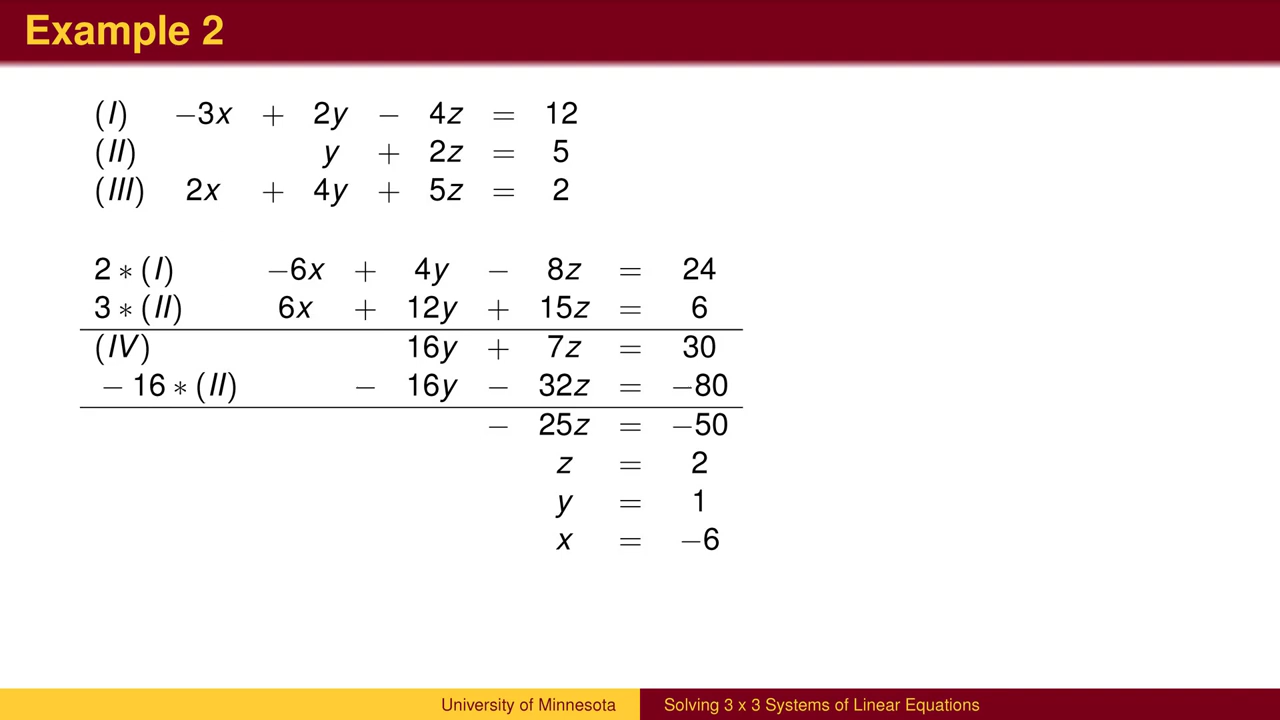 Example 2
(I) −3x + 2y − 4z = 12
(II) y + 2z = 5
(III) 2x + 4y + 5z = 2
2 ∗ (I) −6x + 4y − 8z = 24
3 ∗ (II) 6x + 12y + 15z = 6
(IV) 16y + 7z = 30
− 16 ∗ (II) − 16y − 32z = −80
− 25z = −50
z = 2
y = 1
x = −6
University of Minnesota Solving 3 x 3 Systems of Linear Equations